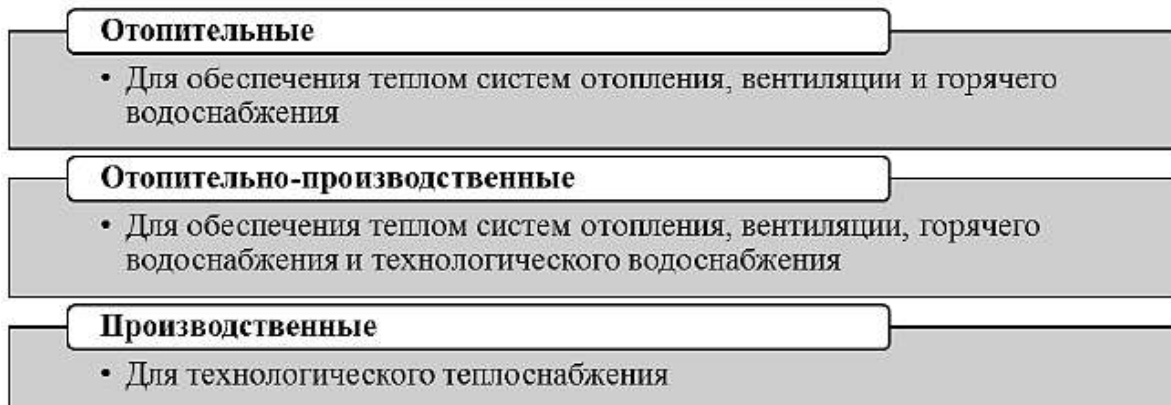 Отопительные
• Для обеспечения теплом систем отопления, вентиляции и горячего
водоснабжения
Отопительно-производственные
• Для обеспечения теплом систем отопления, вентиляции, горячего
водоснабжения и технологического водоснабжения
Производственные
• Для технологического теплоснабжения